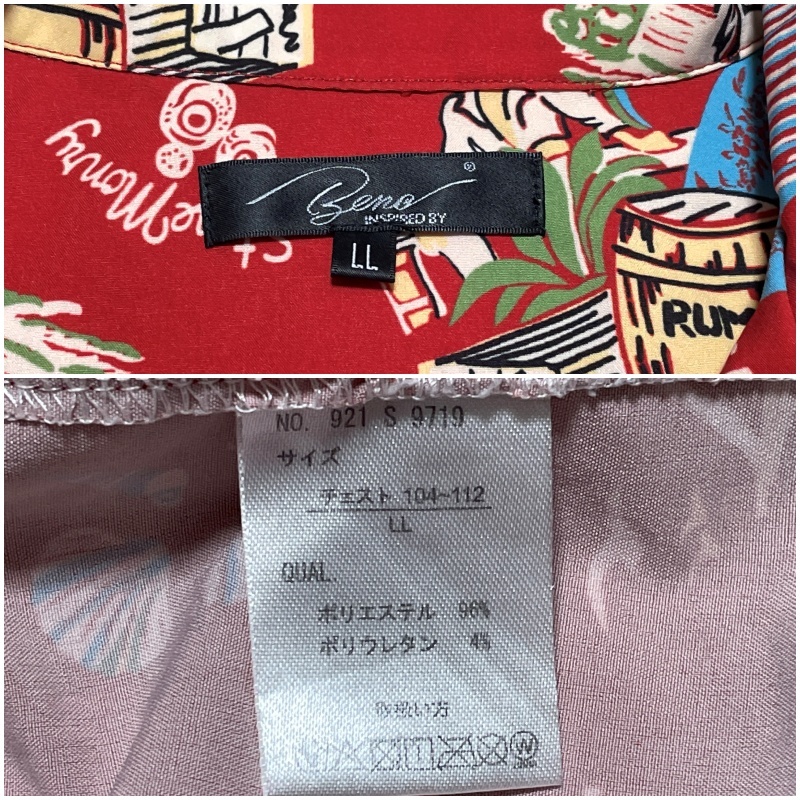 Beno®
INSPIRED BY
LL
RUM
NO. 921 S 9719
サイズ
チェスト 104~112
LL
QUAL.
ポリエステル 96%
ポリウレタン 4%
取扱い方
W